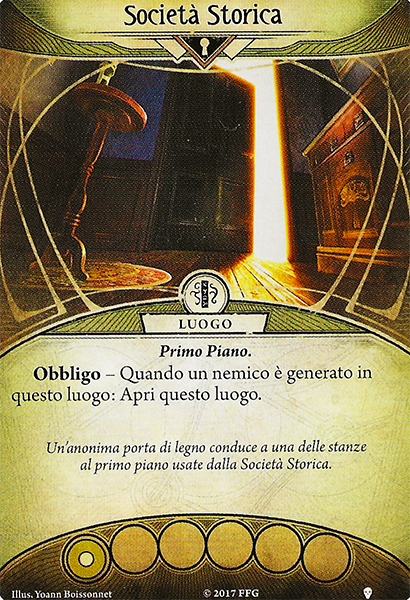 Società Storica
LUOGO
Primo Piano.
Obbligo – Quando un nemico è generato in
questo luogo: Apri questo luogo.
Un'anonima porta di legno conduce a una delle stanze
al primo piano usate dalla Società Storica.
Illus. Yoann Boissonnet
© 2017 FFG